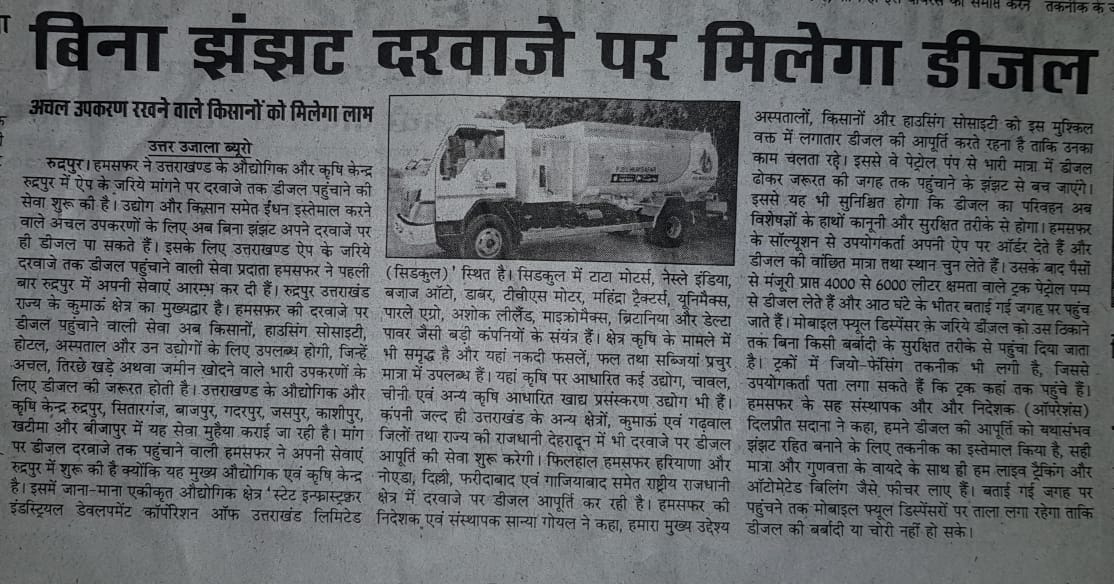 को समाप्त करने तकनीक के
बिना झंझट दरवाजे पर मिलेगा डीजल
अचल उपकरण रखने वाले किसानों को मिलेगा लाभ
उत्तर उजाला ब्यूरो
रुद्रपुर। हमसफर ने उत्तराखण्ड के औद्योगिक और कृषि केन्द्र
रुद्रपुर में ऐप के जरिये मांगने पर दरवाजे तक डीजल पहुंचाने की
सेवा शुरू की है। उद्योग और किसान समेत ईंधन इस्तेमाल करने
वाले अचल उपकरणों के लिए अब बिना झंझट अपने दरवाजे पर
ही डीजल पा सकते हैं। इसके लिए उत्तराखण्ड ऐप के जरिये
दरवाजे तक डीजल पहुंचाने वाली सेवा प्रदाता हमसफर ने पहली
बार रुद्रपुर में अपनी सेवाएं आरम्भ कर दी हैं। रुद्रपुर उत्तराखंड
राज्य के कुमाऊं क्षेत्र का मुख्यद्वार है। हमसफर की दरवाजे पर
डीजल पहुंचाने वाली सेवा अब किसानों, हाउसिंग सोसाइटी,
होटल, अस्पताल और उन उद्योगों के लिए उपलब्ध होगी, जिन्हें
अचल, तिरछे खड़े अथवा जमीन खोदने वाले भारी उपकरणों के
लिए डीजल की जरूरत होती है। उत्तराखण्ड के औद्योगिक और
कृषि केन्द्र रुद्रपुर, सितारगंज, बाजपुर, गदरपुर, जसपुर, काशीपुर,
खटीमा और बीजापुर में यह सेवा मुहैया कराई जा रही है। मांग
पर डीजल दरवाजे तक पहुंचाने वाली हमसफर ने अपनी सेवाएं
रुद्रपुर में शुरू की है क्योंकि यह मुख्य औद्योगिक एवं कृषि केन्द्र
है। इसमें जाना-माना एकीकृत औद्योगिक क्षेत्र 'स्टेट इन्फ्रास्ट्रक्चर
इंडस्ट्रियल डेवलपमेंट कॉर्पोरेशन ऑफ उत्तराखंड लिमिटेड
FUEL HUMSAFAR
(सिडकुल)' स्थित है। सिडकुल में टाटा मोटर्स, नेस्ले इंडिया,
बजाज ऑटो, डाबर, टीवीएस मोटर, महिंद्रा ट्रैक्टर्स, यूनिमैक्स,
पारले एग्रो, अशोक लीलैंड, माइक्रोमैक्स, ब्रिटानिया और डेल्टा
पावर जैसी बड़ी कंपनियों के संयंत्र हैं। क्षेत्र कृषि के मामले में
भी समृद्ध है और यहां नकदी फसलें, फल तथा सब्जियां प्रचुर
मात्रा में उपलब्ध हैं। यहां कृषि पर आधारित कई उद्योग, चावल,
चीनी एवं अन्य कृषि आधारित खाद्य प्रसंस्करण उद्योग भी हैं।
कंपनी जल्द ही उत्तराखंड के अन्य क्षेत्रों, कुमाऊं एवं गढ़वाल
जिलों तथा राज्य की राजधानी देहरादून में भी दरवाजे पर डीजल
आपूर्ति की सेवा शुरू करेगी। फिलहाल हमसफर हरियाणा और
नोएडा, दिल्ली, फरीदाबाद एवं गाजियाबाद समेत राष्ट्रीय राजधानी
क्षेत्र में दरवाजे पर डीजल आपूर्ति कर रही है। हमसफर की
निदेशक एवं संस्थापक सान्या गोयल ने कहा, हमारा मुख्य उद्देश्य
अस्पतालों, किसानों और हाउसिंग सोसाइटी को इस मुश्किल
वक्त में लगातार डीजल की आपूर्ति करते रहना है ताकि उनका
काम चलता रहे। इससे वे पेट्रोल पंप से भारी मात्रा में डीजल
ढोकर जरूरत की जगह तक पहुंचाने के झंझट से बच जाएंगे।
इससे यह भी सुनिश्चित होगा कि डीजल का परिवहन अब
विशेषज्ञों के हाथों कानूनी और सुरक्षित तरीके से होगा। हमसफर
के सॉल्यूशन से उपयोगकर्ता अपनी ऐप पर ऑर्डर देते हैं और
डीजल की वांछित मात्रा तथा स्थान चुन लेते हैं। उसके बाद पैसों
से मंजूरी प्राप्त 4000 से 6000 लीटर क्षमता वाले ट्रक पेट्रोल पम्प
से डीजल लेते हैं और आठ घंटे के भीतर बताई गई जगह पर पहुंच
जाते हैं। मोबाइल फ्यूल डिस्पेंसर के जरिये डीजल को उस ठिकाने
तक बिना किसी बर्बादी के सुरक्षित तरीके से पहुंचा दिया जाता
है। ट्रकों में जियो-फेंसिंग तकनीक भी लगी है, जिससे
उपयोगकर्ता पता लगा सकते हैं कि ट्रक कहां तक पहुंचे हैं।
हमसफर के सह संस्थापक और और निदेशक (ऑपरेशंस)
दिलप्रीत सदाना ने कहा, हमने डीजल की आपूर्ति को यथासंभव
झंझट रहित बनाने के लिए तकनीक का इस्तेमाल किया है, सही
मात्रा और गुणवत्ता के वायदे के साथ ही हम लाइव ट्रैकिंग और
ऑटोमेटेड बिलिंग जैसे फीचर लाए हैं। बताई गई जगह पर
पहुंचने तक मोबाइल फ्यूल डिस्पेंसरों पर ताला लगा रहेगा ताकि
डीजल की बर्बादी या चोरी नहीं हो सके।